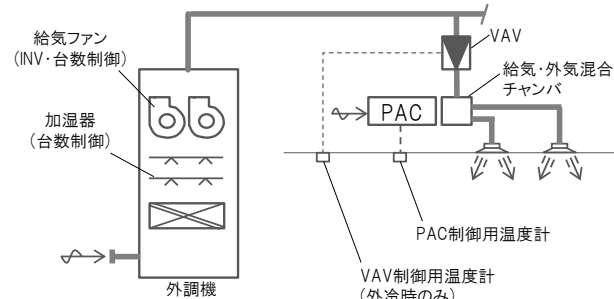 給気ファン
(INV・台数制御)
加湿器
(台数制御)
外調機
VAV
給気・外気混合
チャンバ
PAC
PAC制御用温度計
VAV制御用温度計
(外冷時のみ)